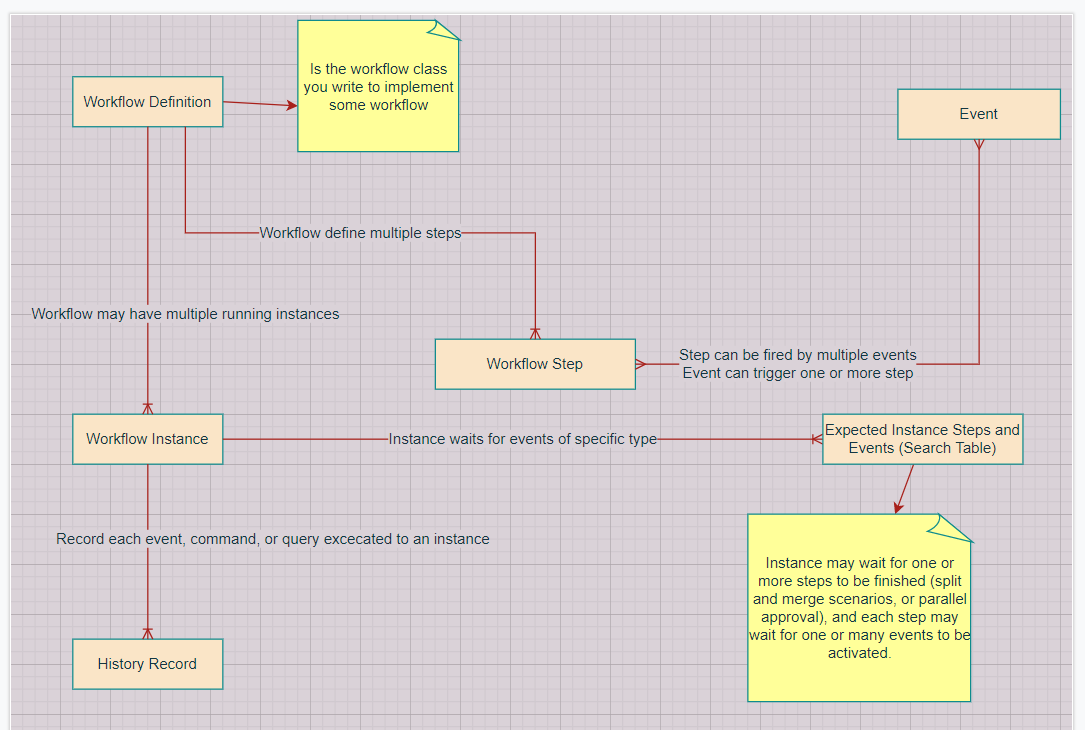 Is the workflow class
you write to implement
some workflow
Workflow Definition
Event
Workflow define multiple steps
Workflow may have multiple running instances
Workflow Step
Step can be fired by multiple events
Event can trigger one or more step
Workflow Instance
Instance waits for events of specific type
Expected Instance Steps and
Events (Search Table)
Record each event, command, or query excecated to an instance
Instance may wait for one or
more steps to be finished (split
and merge scenarios, or parallel
approval), and each step may
wait for one or many events to be
activated.
History Record